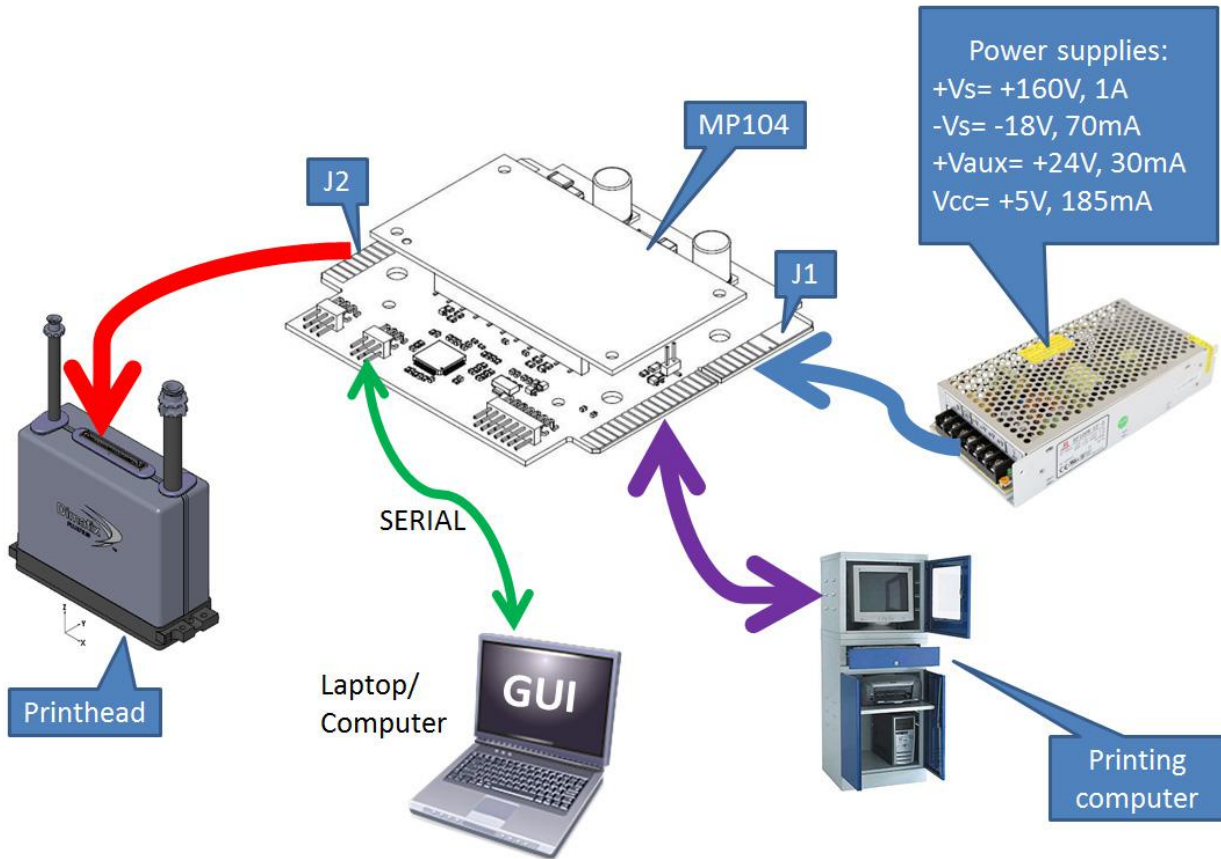 Power supplies:
+Vs= +160V, 1A
-Vs= -18V, 70mA
+Vaux= +24V, 30mA
Vcc= +5V, 185mA
MP104
J2
J1
SERIAL
Laptop/
Computer
GUI
Printhead
Printing
computer
Dimatix
Z
Y
X